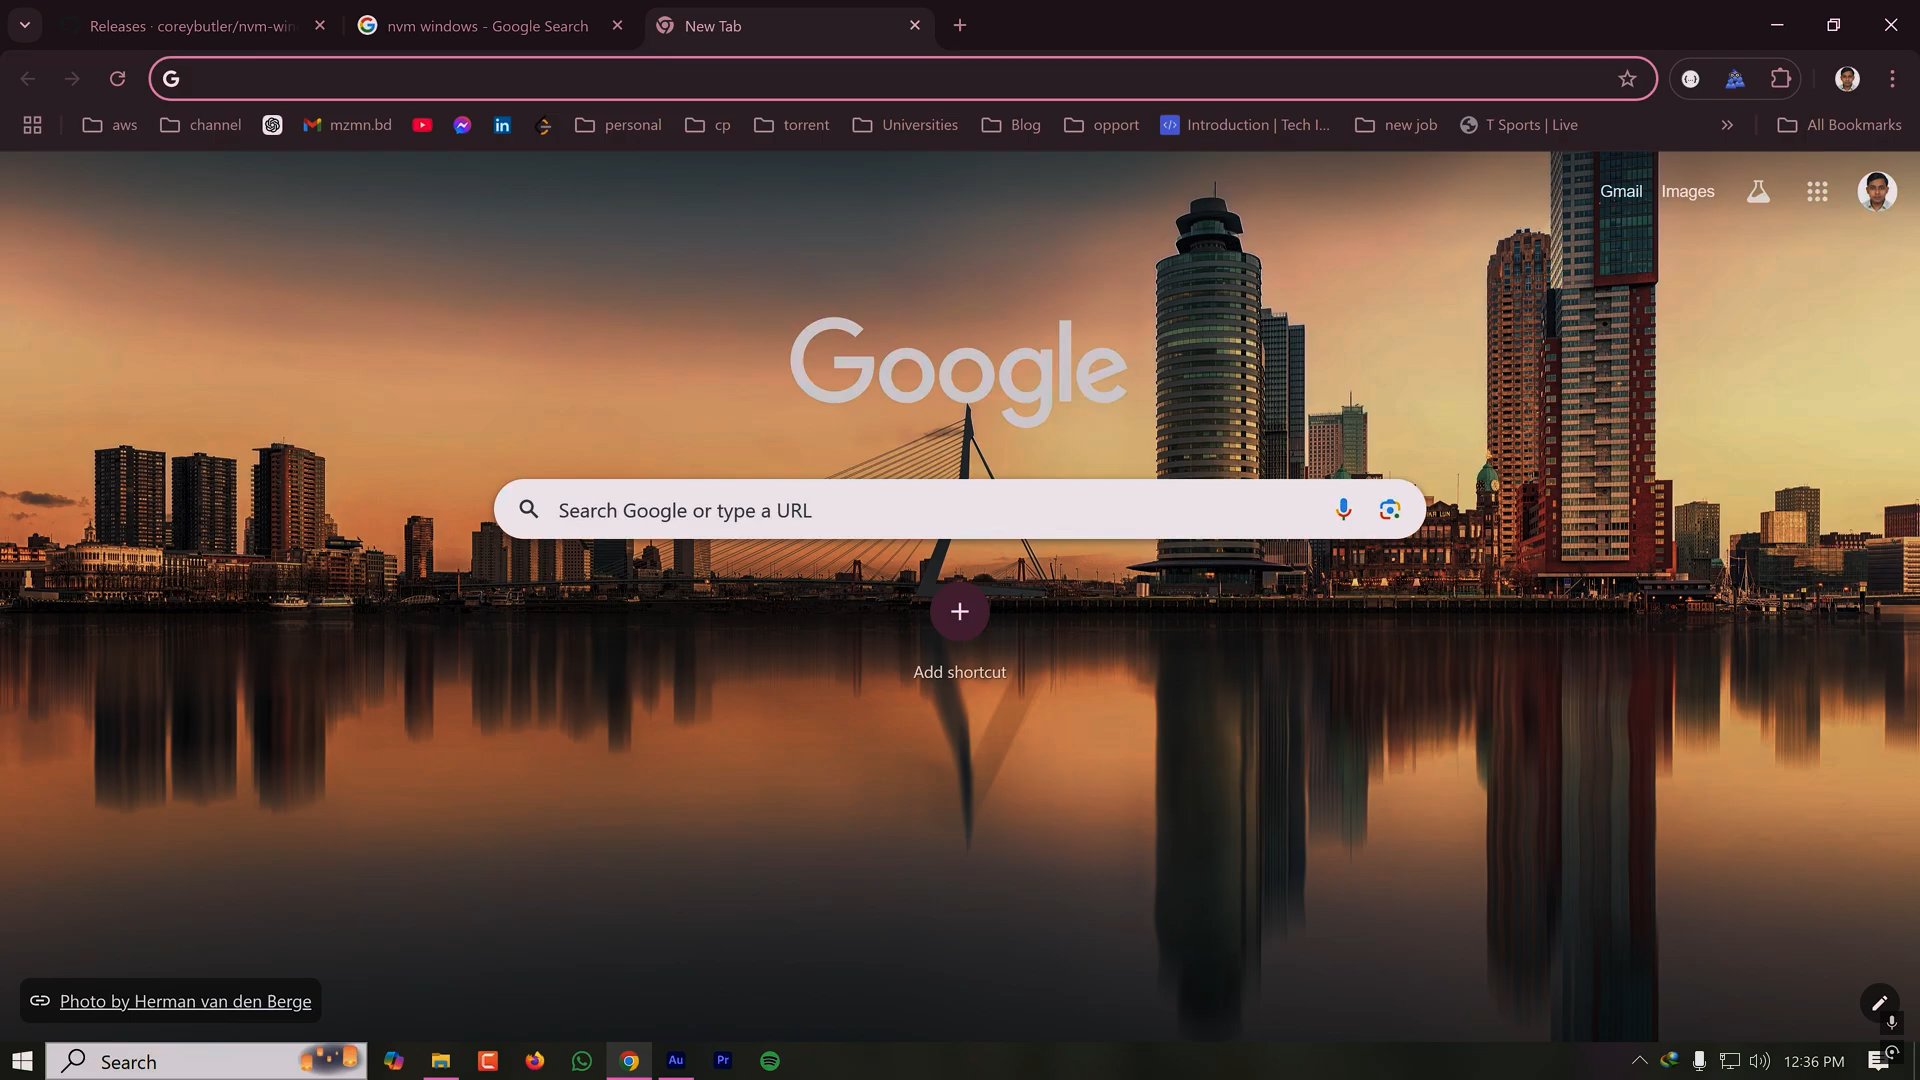 Releases · coreybutler/nvm-win
nvm windows - Google Search
New Tab
aws
channel
mzmn.bd
personal
cp
torrent
Universities
Blog
opport
Introduction | Tech I...
new job
T Sports | Live
All Bookmarks
Gmail
Images
Google
Search Google or type a URL
Add shortcut
Photo by Herman van den Berge
Search
Au
Pr
12:36 PM